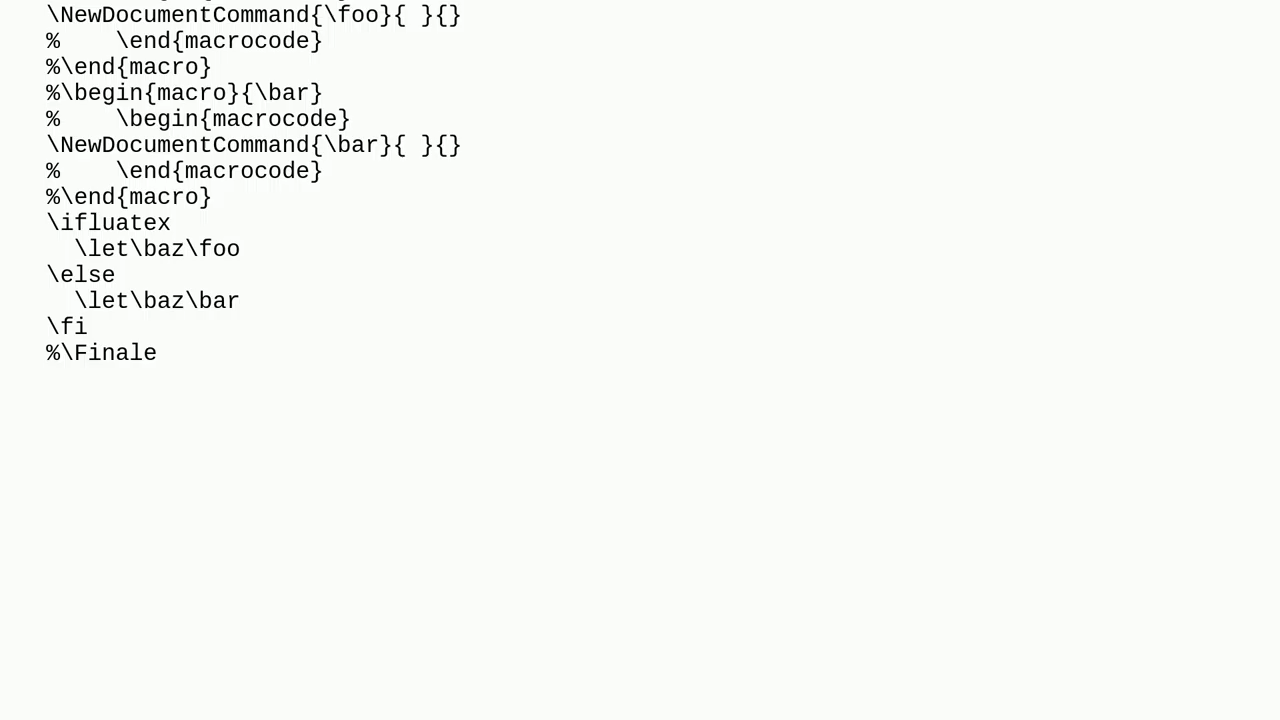 \NewDocumentCommand{\foo}{ }{}
%    \end{macrocode}
%\end{macro}
%\begin{macro}{\bar}
%    \begin{macrocode}
\NewDocumentCommand{\bar}{ }{}
%    \end{macrocode}
%\end{macro}
\ifluatex
  \let\baz\foo
\else
  \let\baz\bar
\fi
%\Finale